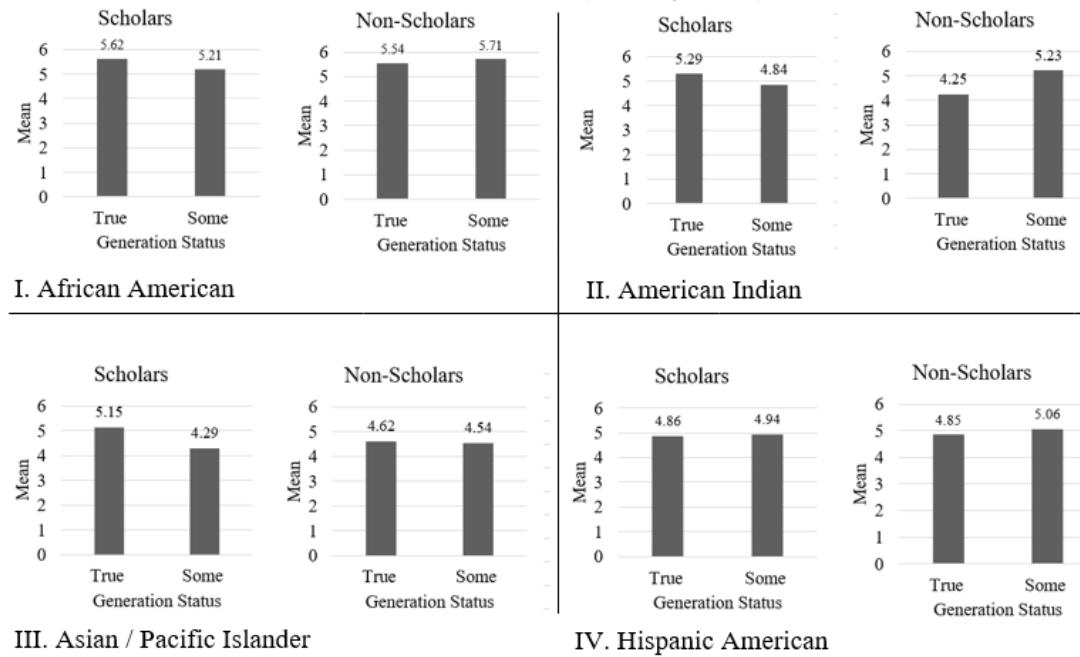 Scholars
6
5
4
3
2
1
0
Mean
5.62
5.21
True Some
Generation Status
Non-Scholars
6
5
4
3
2
1
0
Mean
5.54
5.71
True Some
Generation Status
I. African American
Scholars
6
5
4
3
2
1
0
Mean
5.29
4.84
True Some
Generation Status
Non-Scholars
6
5
4
3
2
1
0
Mean
4.25
5.23
True Some
Generation Status
II. American Indian
Scholars
6
5
4
3
2
1
0
Mean
5.15
4.29
True Some
Generation Status
Non-Scholars
6
5
4
3
2
1
0
Mean
4.62
4.54
True Some
Generation Status
III. Asian / Pacific Islander
Scholars
6
5
4
3
2
1
0
Mean
4.86
4.94
True Some
Generation Status
Non-Scholars
6
5
4
3
2
1
0
Mean
4.85
5.06
True Some
Generation Status
IV. Hispanic American